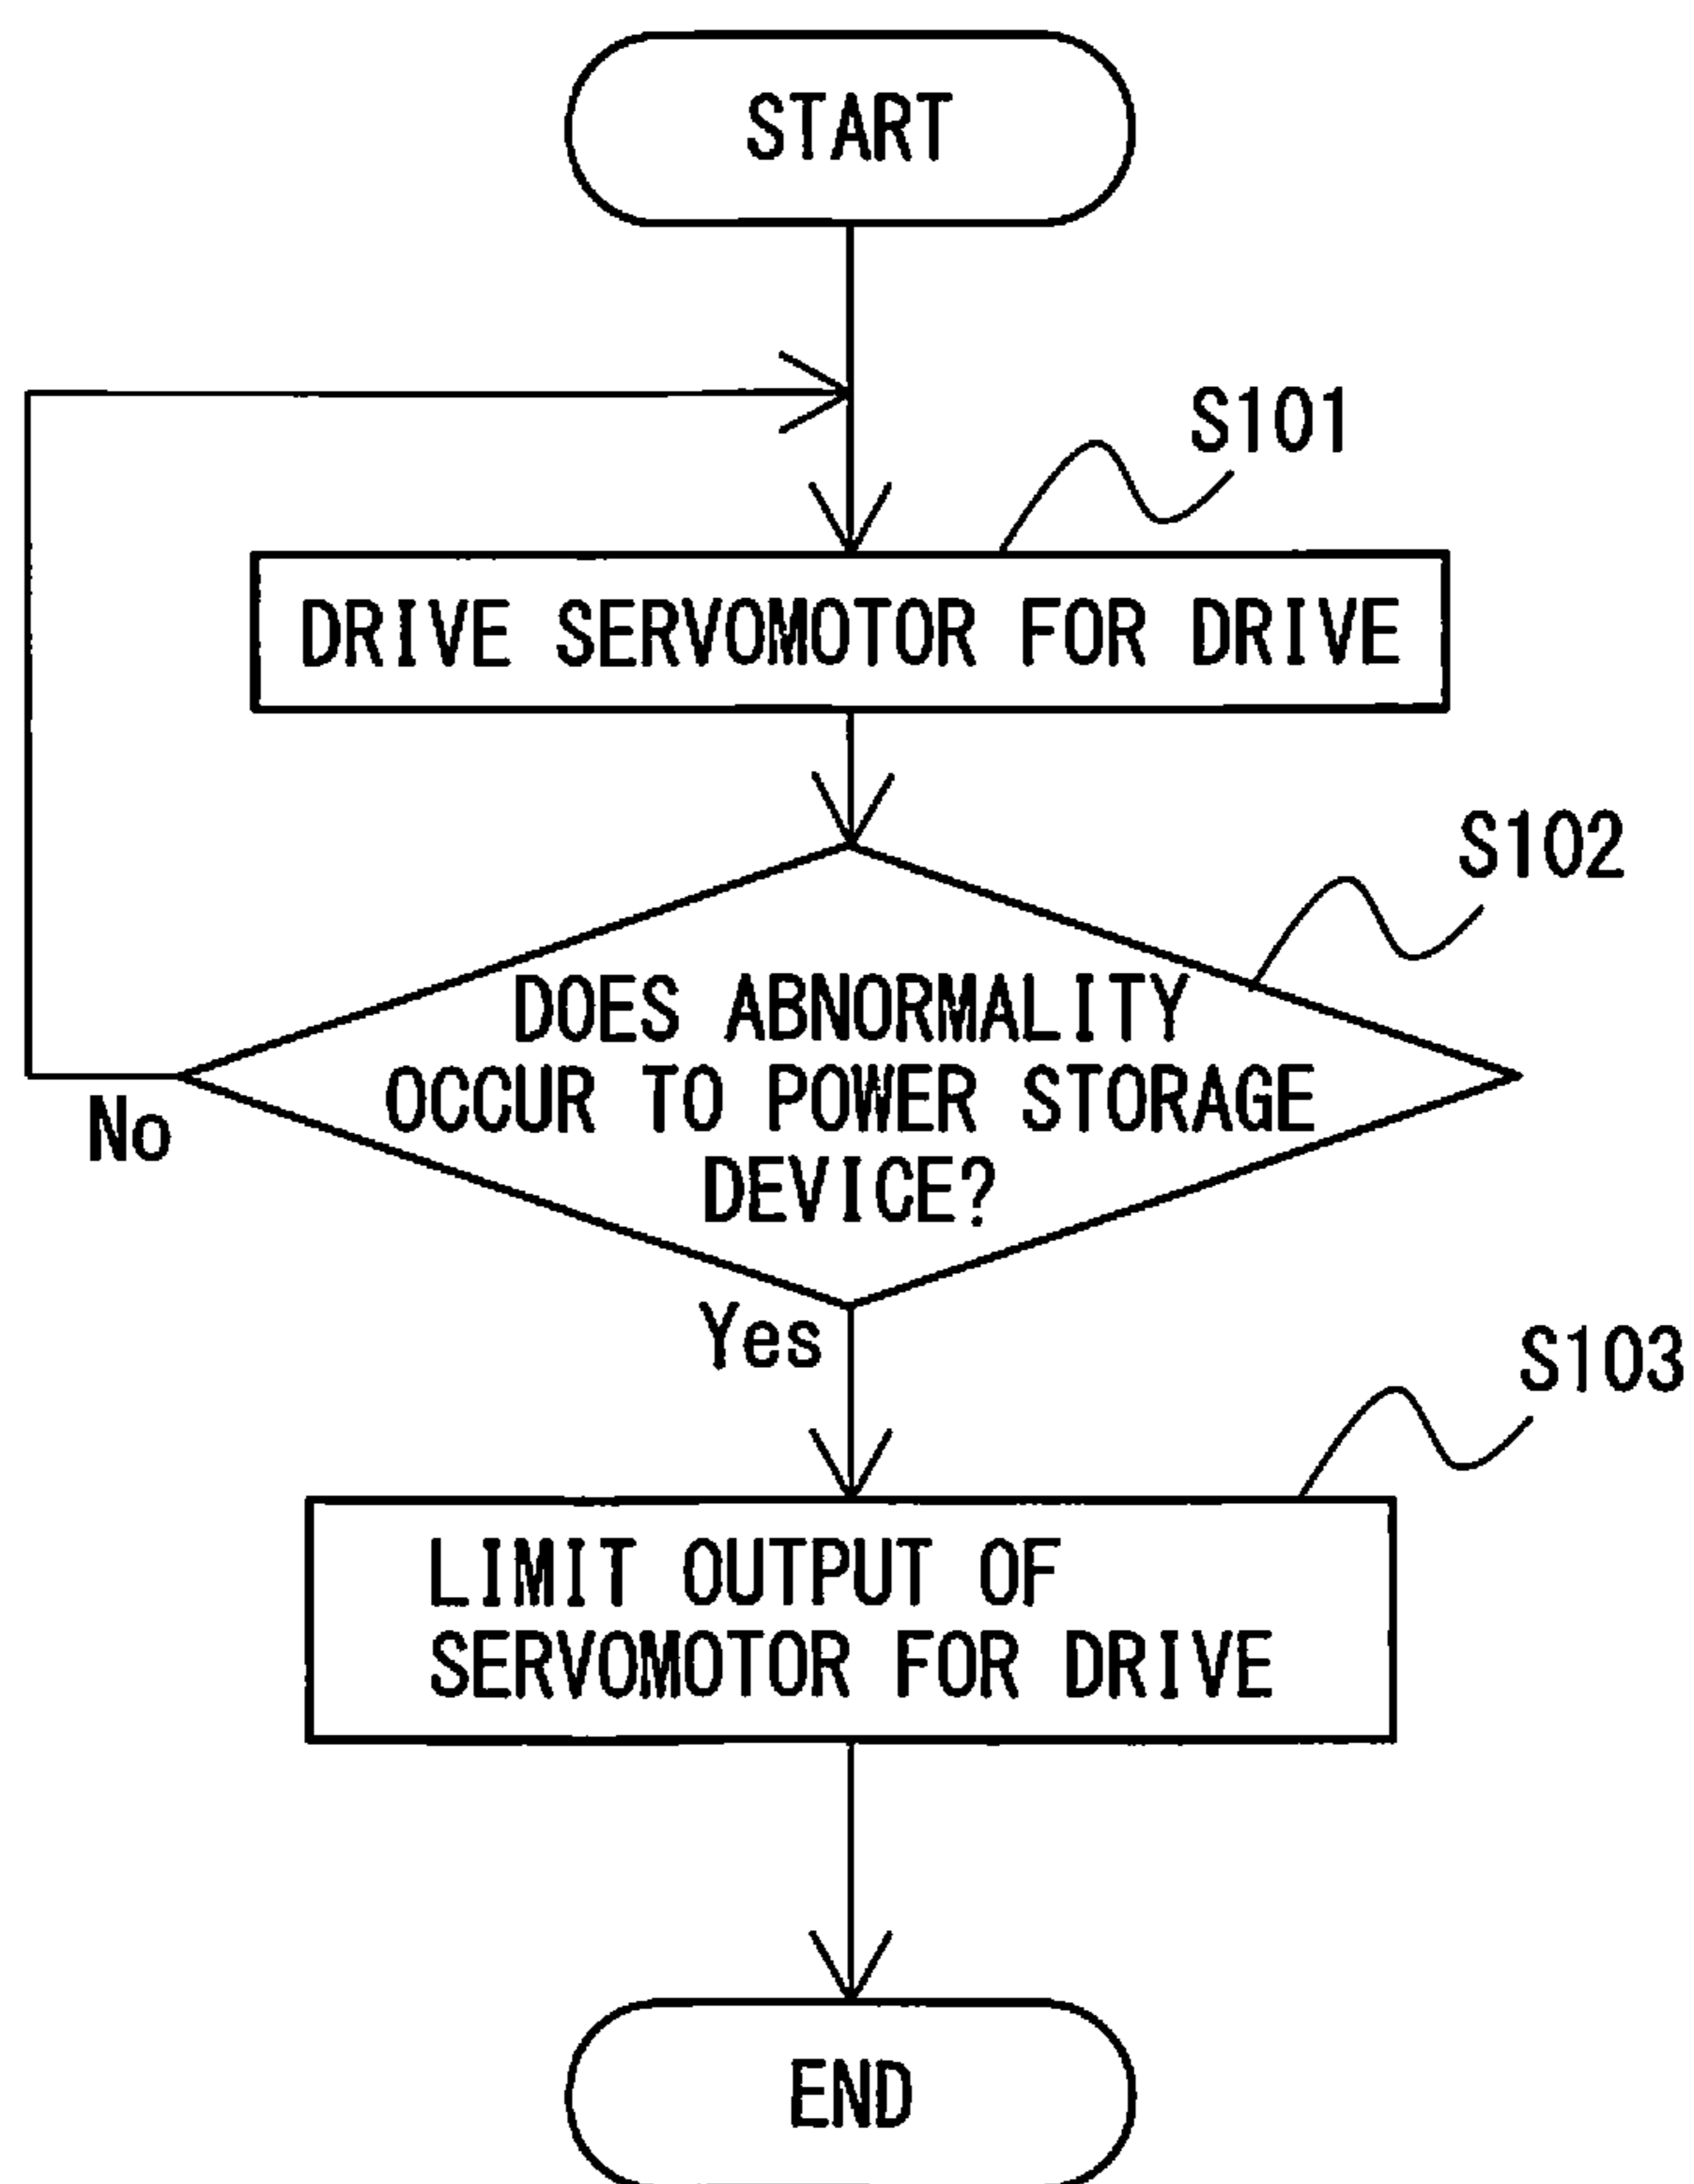 START
S101
DRIVE SERVOMOTOR FOR DRIVE
S102
DOES ABNORMALITY
OCCUR TO POWER STORAGE
DEVICE?
No
Yes
S103
LIMIT OUTPUT OF
SERVOMOTOR FOR DRIVE
END